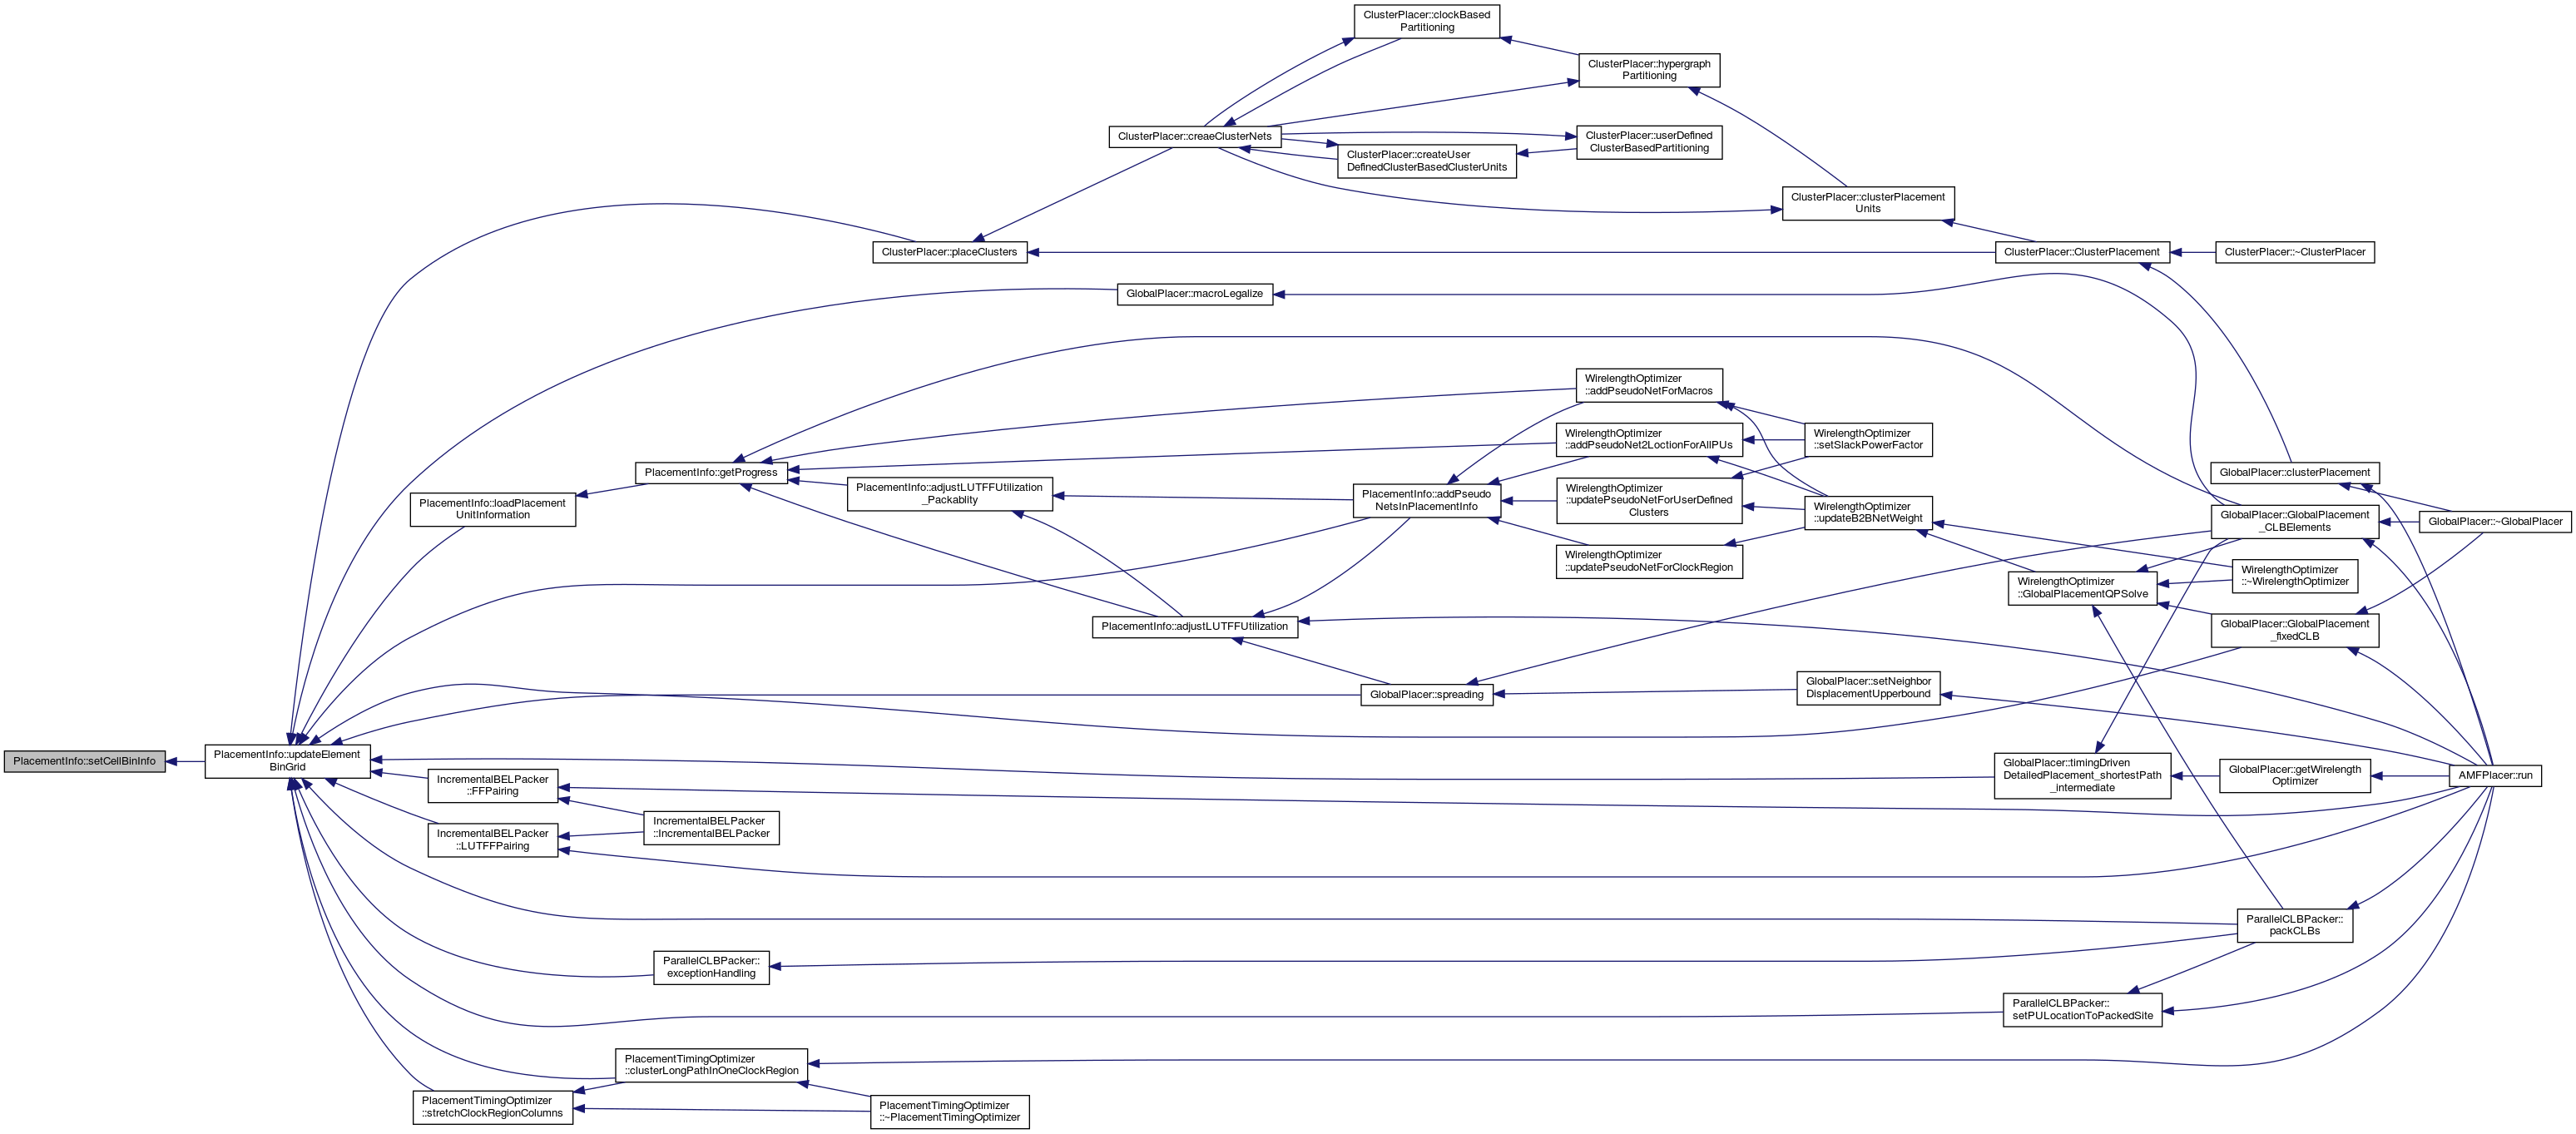 ClusterPlacer::clockBased
Partitioning
ClusterPlacer::hypergraph
Partitioning
ClusterPlacer::creaeClusterNets
ClusterPlacer::userDefined
ClusterBasedPartitioning
ClusterPlacer::createUser
DefinedClusterBasedClusterUnits
ClusterPlacer::clusterPlacement
Units
ClusterPlacer::placeClusters
ClusterPlacer::ClusterPlacement
ClusterPlacer::~ClusterPlacer
GlobalPlacer::macroLegalize
WirelengthOptimizer
::addPseudoNetForMacros
WirelengthOptimizer
::addPseudoNet2LoctionForAllPUs
WirelengthOptimizer
::setSlackPowerFactor
PlacementInfo::getProgress
GlobalPlacer::clusterPlacement
PlacementInfo::adjustLUTFFUtilization
_Packablity
PlacementInfo::addPseudo
NetsInPlacementInfo
WirelengthOptimizer
::updatePseudoNetForUserDefined
Clusters
PlacementInfo::loadPlacement
UnitInformation
WirelengthOptimizer
::updateB2BNetWeight
GlobalPlacer::GlobalPlacement
_CLBElements
GlobalPlacer::~GlobalPlacer
WirelengthOptimizer
::updatePseudoNetForClockRegion
WirelengthOptimizer
::~WirelengthOptimizer
WirelengthOptimizer
::GlobalPlacementQPSolve
PlacementInfo::adjustLUTFFUtilization
GlobalPlacer::GlobalPlacement
_fixedCLB
GlobalPlacer::spreading
GlobalPlacer::setNeighbor
DisplacementUpperbound
PlacementInfo::setCellBinInfo
PlacementInfo::updateElement
BinGrid
GlobalPlacer::timingDriven
DetailedPlacement_shortestPath
_intermediate
GlobalPlacer::getWirelength
Optimizer
AMFPlacer::run
IncrementalBELPacker
::FFPairing
IncrementalBELPacker
::IncrementalBELPacker
IncrementalBELPacker
::LUTFFPairing
ParallelCLBPacker::
packCLBs
ParallelCLBPacker::
exceptionHandling
ParallelCLBPacker::
setPULocationToPackedSite
PlacementTimingOptimizer
::clusterLongPathInOneClockRegion
PlacementTimingOptimizer
::stretchClockRegionColumns
PlacementTimingOptimizer
::~PlacementTimingOptimizer